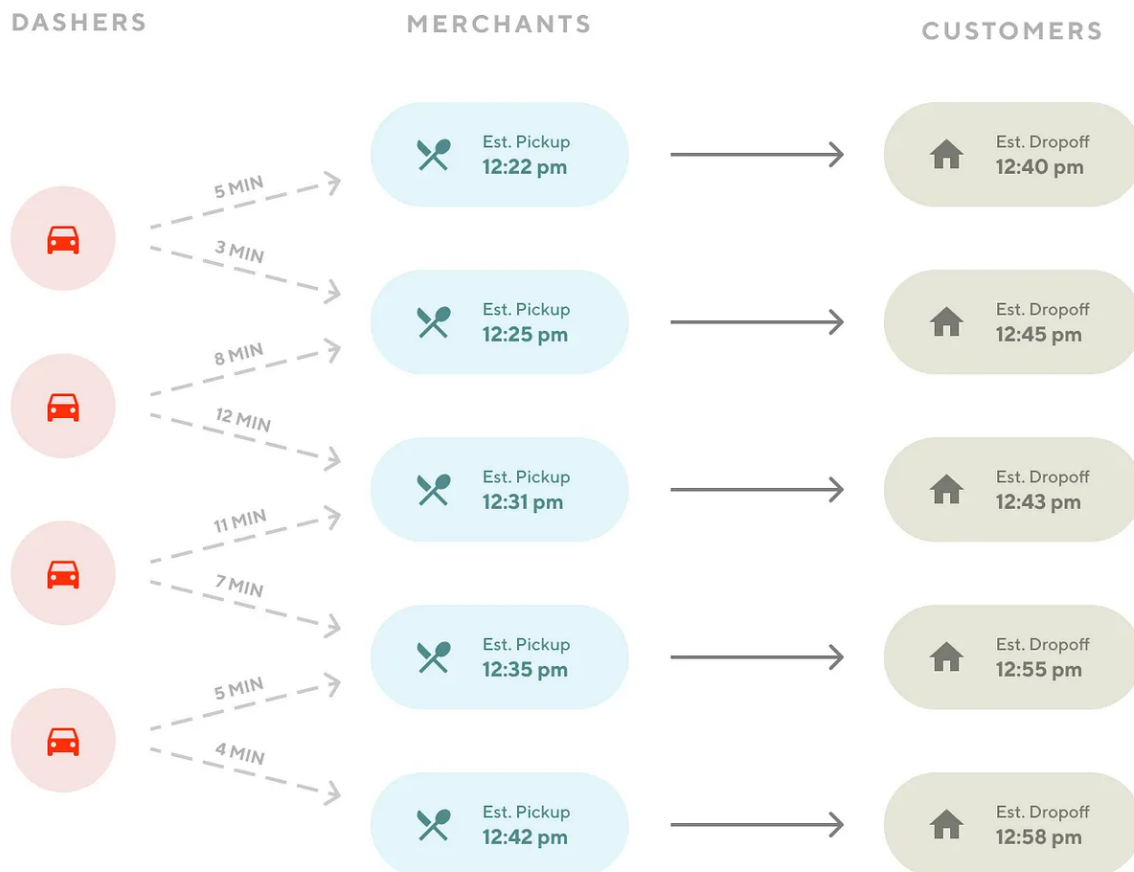 DASHERS
MERCHANTS
CUSTOMERS
5 MIN
3 MIN
8 MIN
12 MIN
11 MIN
7 MIN
5 MIN
4 MIN
Est. Pickup
12:22 pm
Est. Pickup
12:25 pm
Est. Pickup
12:31 pm
Est. Pickup
12:35 pm
Est. Pickup
12:42 pm
Est. Dropoff
12:40 pm
Est. Dropoff
12:45 pm
Est. Dropoff
12:43 pm
Est. Dropoff
12:55 pm
Est. Dropoff
12:58 pm